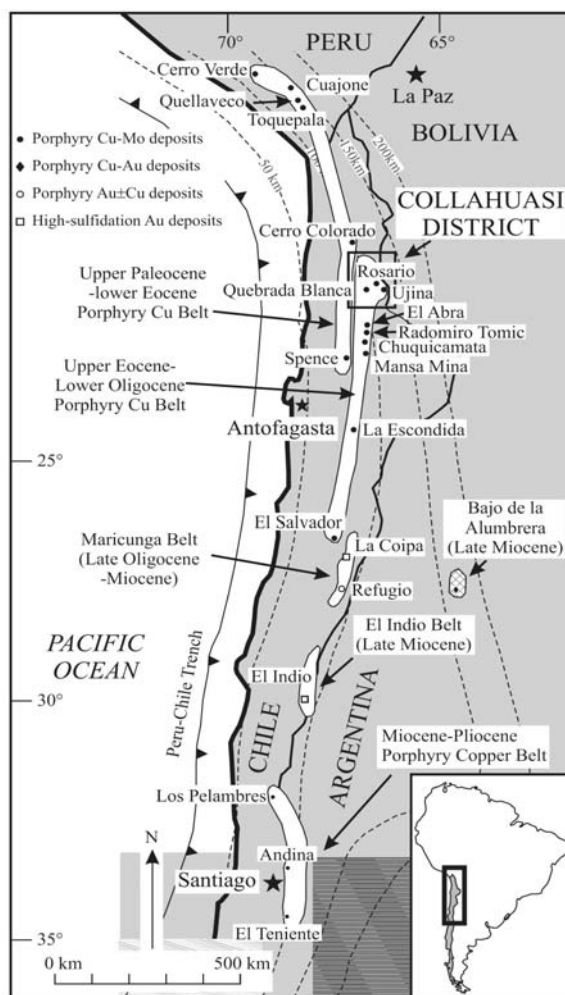 70°
65°
PERU
Cerro Verde
Cuajone
Quellaveco
La Paz
Toquepala
BOLIVIA
Porphyry Cu-Mo deposits
Porphyry Cu-Au deposits
Porphyry Au±Cu deposits
High-sulfidation Au deposits
50 km
150km
200km
COLLAHUASI
DISTRICT
Cerro Colorado
Rosario
Upper Paleocene
-lower Eocene
Porphyry Cu Belt
Quebrada Blanca
Ujina
El Abra
Radomiro Tomic
Chuquicamata
Mansa Mina
Spence
Upper Eocene-
Lower Oligocene
Porphyry Cu Belt
Antofagasta
La Escondida
25°
El Salvador
Bajo de la
Alumbrera
(Late Miocene)
Maricunga Belt
(Late Oligocene
-Miocene)
La Coipa
Refugio
PACIFIC
OCEAN
Peru-Chile Trench
El Indio Belt
(Late Miocene)
El Indio
30°
CHILE
ARGENTINA
Miocene-Pliocene
Porphyry Copper Belt
Los Pelambres
N
Andina
Santiago
El Teniente
35°
0 km
500 km